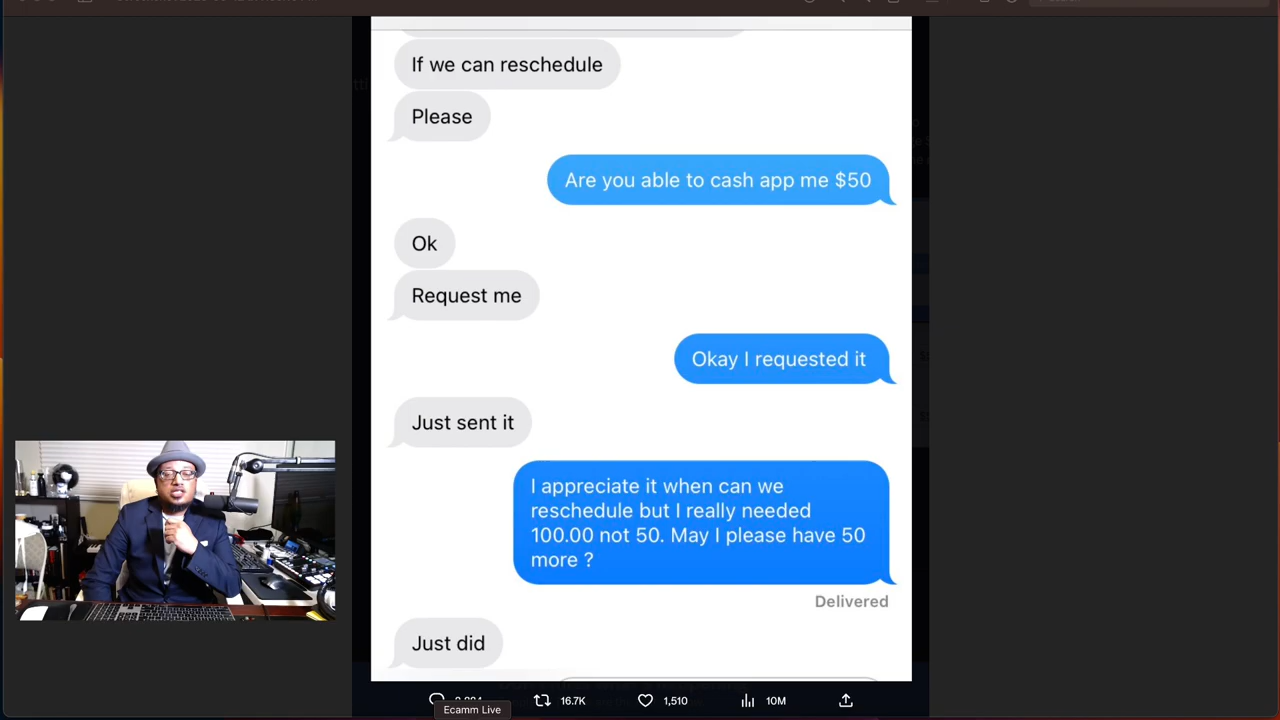 If we can reschedule
Please
Are you able to cash app me $50
Ok
Request me
Okay I requested it
Just sent it
I appreciate it when can we
reschedule but I really needed
100.00 not 50. May I please have 50
more ?
Delivered
Just did
16.7K
1,510
10M
Ecamm Live